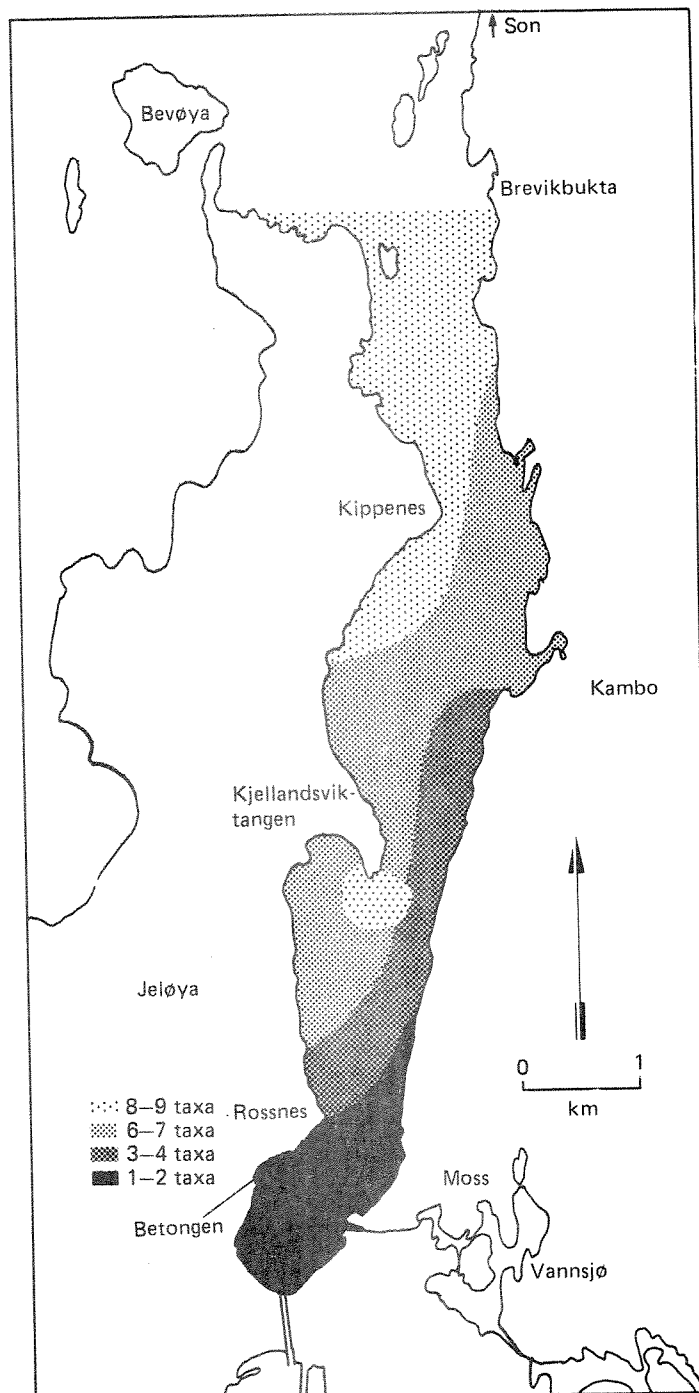 Son
Bevøya
Brevikbukta
Kippenes
Kambo
Kjellandsvik-
tangen
Jeløya
0 1
km
8–9 taxa
6–7 taxa
3–4 taxa
1–2 taxa
Rossnes
Moss
Betongen
Vannsjø